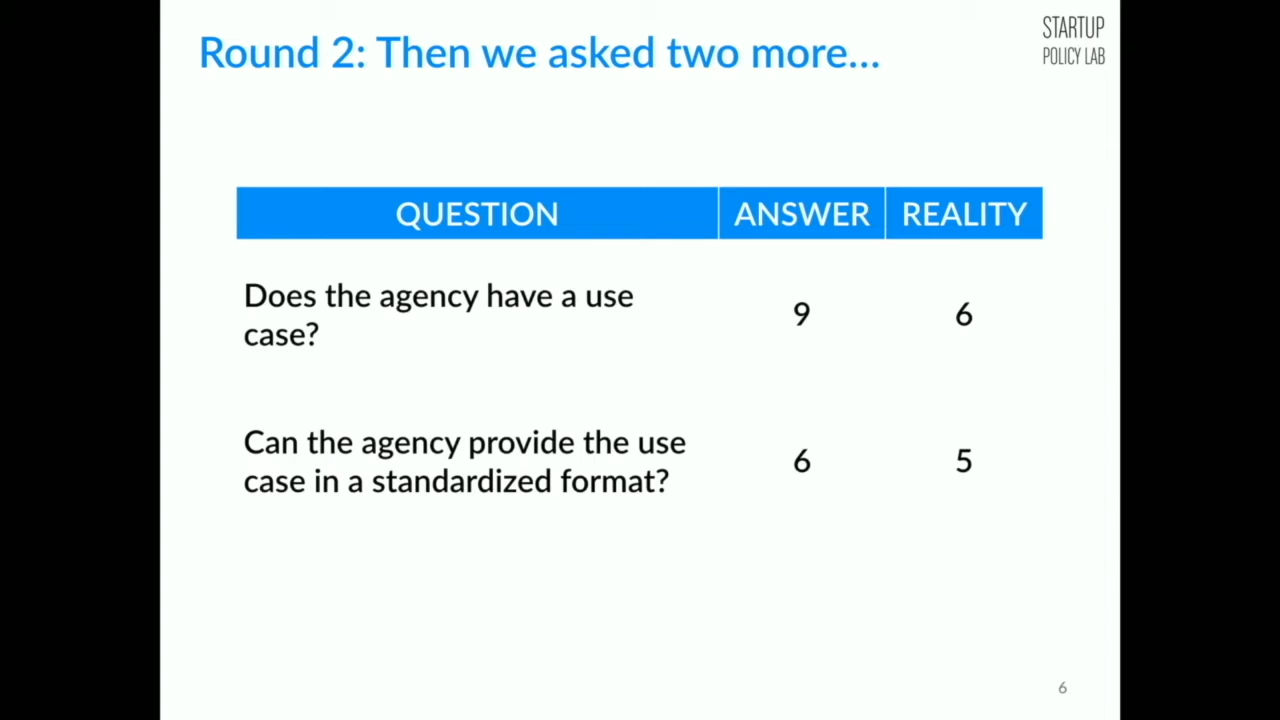 Round 2: Then we asked two more...
STARTUP
POLICY LAB
QUESTION ANSWER REALITY
Does the agency have a use
case?
9 6
Can the agency provide the use
case in a standardized format?
6 5
6